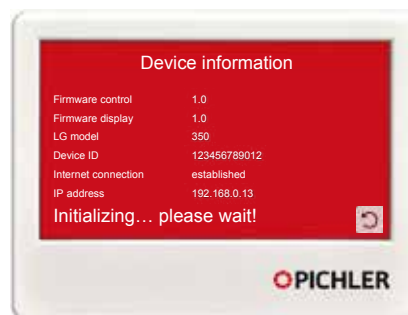 Device information
Firmware control 1.0
Firmware display 1.0
LG model 350
Device ID 123456789012
Internet connection established
IP address 192.168.0.13
Initializing… please wait!
PICHLER